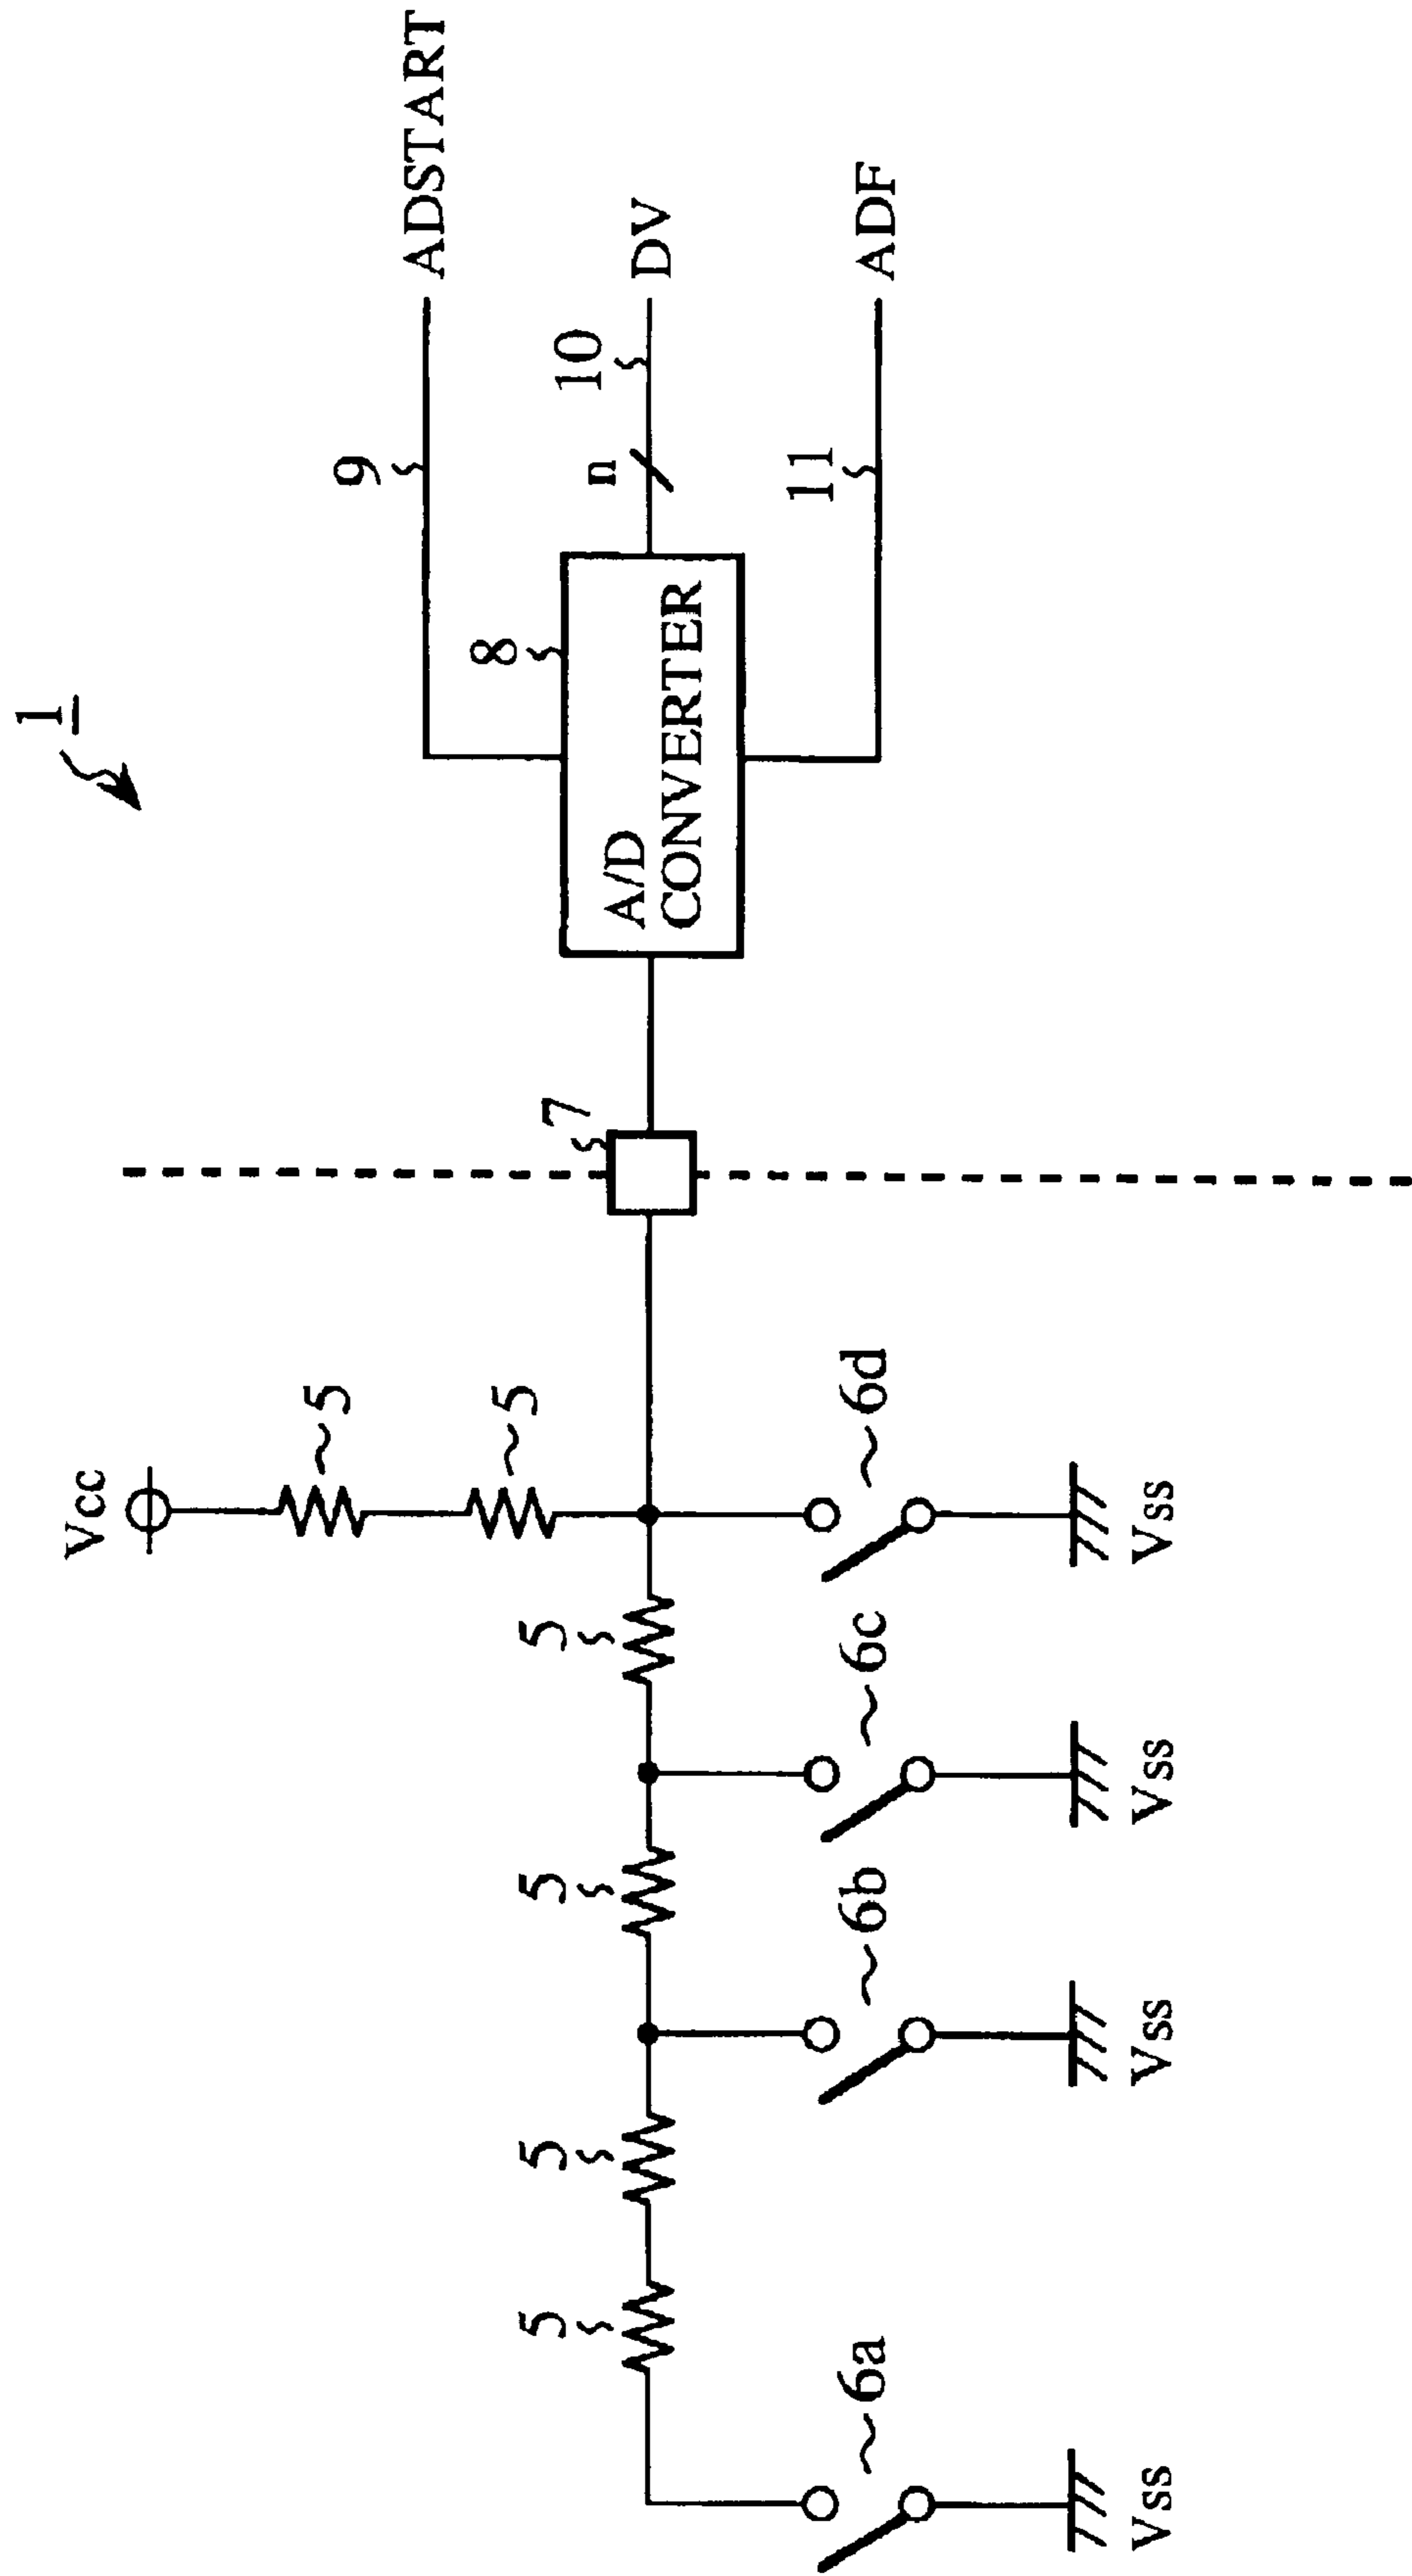 1
Vcc
5
5
9
ADSTART
8
7
10
n
DV
A/D
CONVERTER
5
5
5
5
11
ADF
6a
6b
6c
6d
Vss
Vss
Vss
Vss